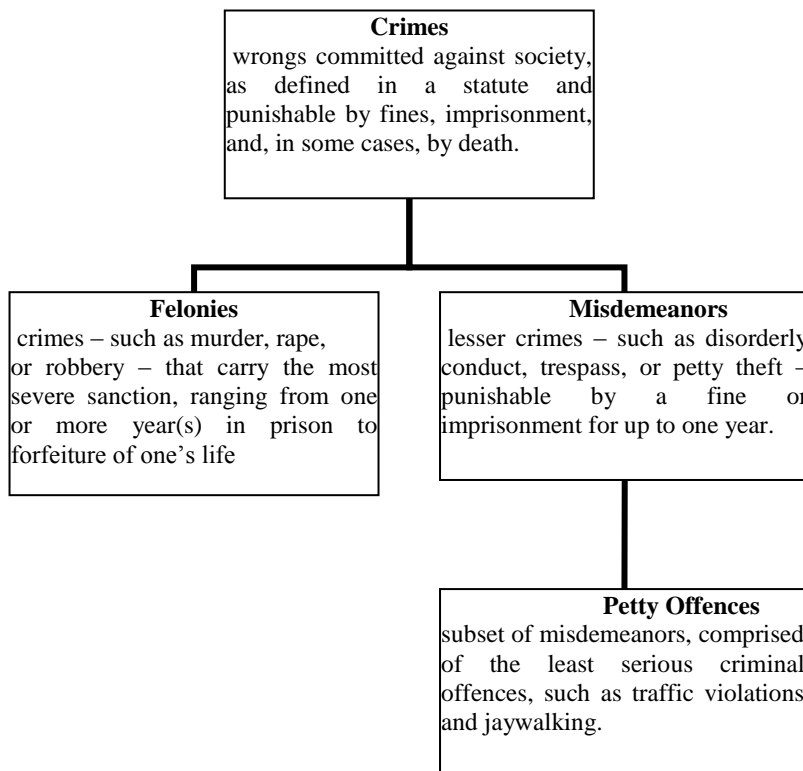 Crimes
wrongs committed against society,
as defined in a statute and
punishable by fines, imprisonment,
and, in some cases, by death.
Felonies
crimes – such as murder, rape,
or robbery – that carry the most
severe sanction, ranging from one
or more year(s) in prison to
forfeiture of one’s life
Misdemeanors
lesser crimes – such as disorderly
conduct, trespass, or petty theft –
punishable by a fine or
imprisonment for up to one year.
Petty Offences
subset of misdemeanors, comprised
of the least serious criminal
offences, such as traffic violations
and jaywalking.